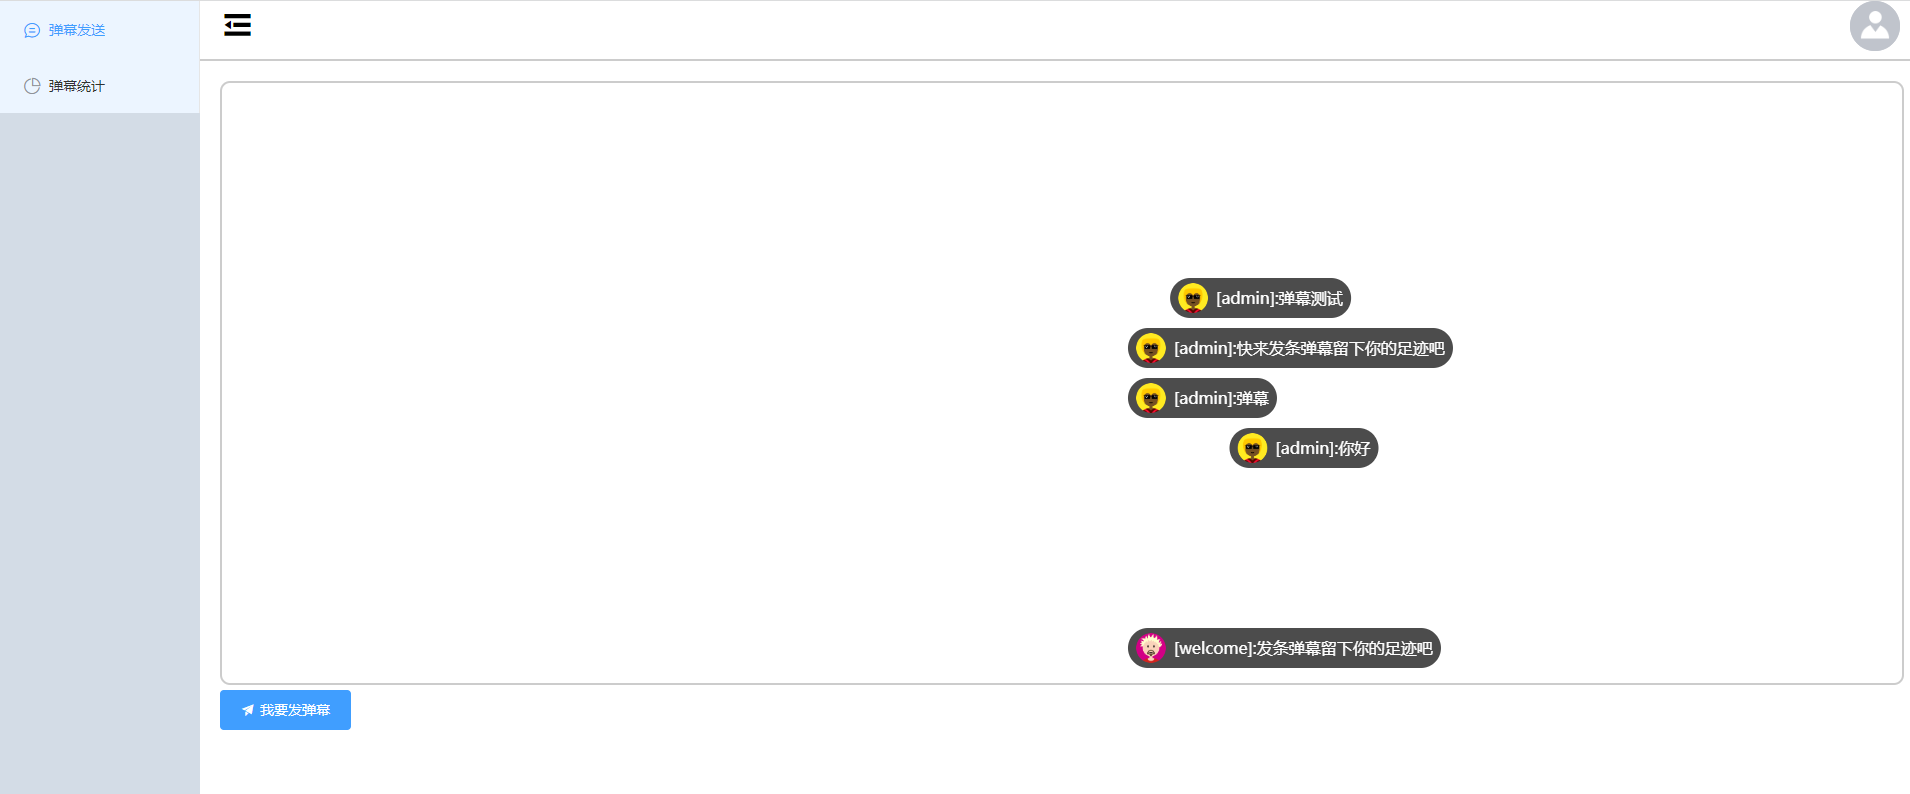 弹幕发送
弹幕统计
[admin]:弹幕测试
[admin]:快来发条弹幕留下你的足迹吧
[admin]:弹幕
[admin]:你好
[welcome]:发条弹幕留下你的足迹吧
我要发弹幕